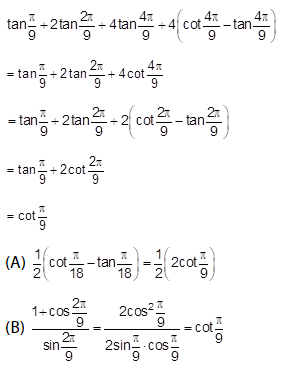 tan π/9 + 2tan 2π/9 + 4tan 4π/9 + 4(cot 4π/9 − tan 4π/9)
= tan π/9 + 2tan 2π/9 + 4cot 4π/9
= tan π/9 + 2tan 2π/9 + 2(cot 2π/9 − tan 2π/9)
= tan π/9 + 2cot 2π/9
= cot π/9
(A) 1/2(cot π/18 − tan π/18) = 1/2(2cot π/9)
(B) (1+cos 2π/9)/(sin 2π/9) = (2cos² π/9)/(2sin π/9 · cos π/9) = cot π/9